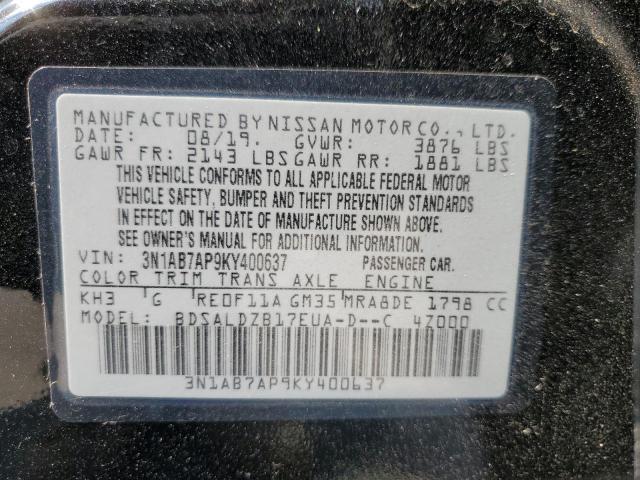 MANUFACTURED BY NISSAN MOTOR CO., LTD.
DATE: 08/19. GVWR: 3876 LBS
GAWR FR: 2143 LBS GAWR RR: 1881 LBS
THIS VEHICLE CONFORMS TO ALL APPLICABLE FEDERAL MOTOR
VEHICLE SAFETY, BUMPER AND THEFT PREVENTION STANDARDS
IN EFFECT ON THE DATE OF MANUFACTURE SHOWN ABOVE.
SEE OWNER'S MANUAL FOR ADDITIONAL INFORMATION.
VIN: 3N1AB7AP9KY400637 PASSENGER CAR.
COLOR TRIM TRANS AXLE ENGINE
KH3 G RE0F11A GM35 MRA8DE 1798 CC
MODEL: BDSALDZB17EUA-D--C 4Z000
3N1AB7AP9KY400637